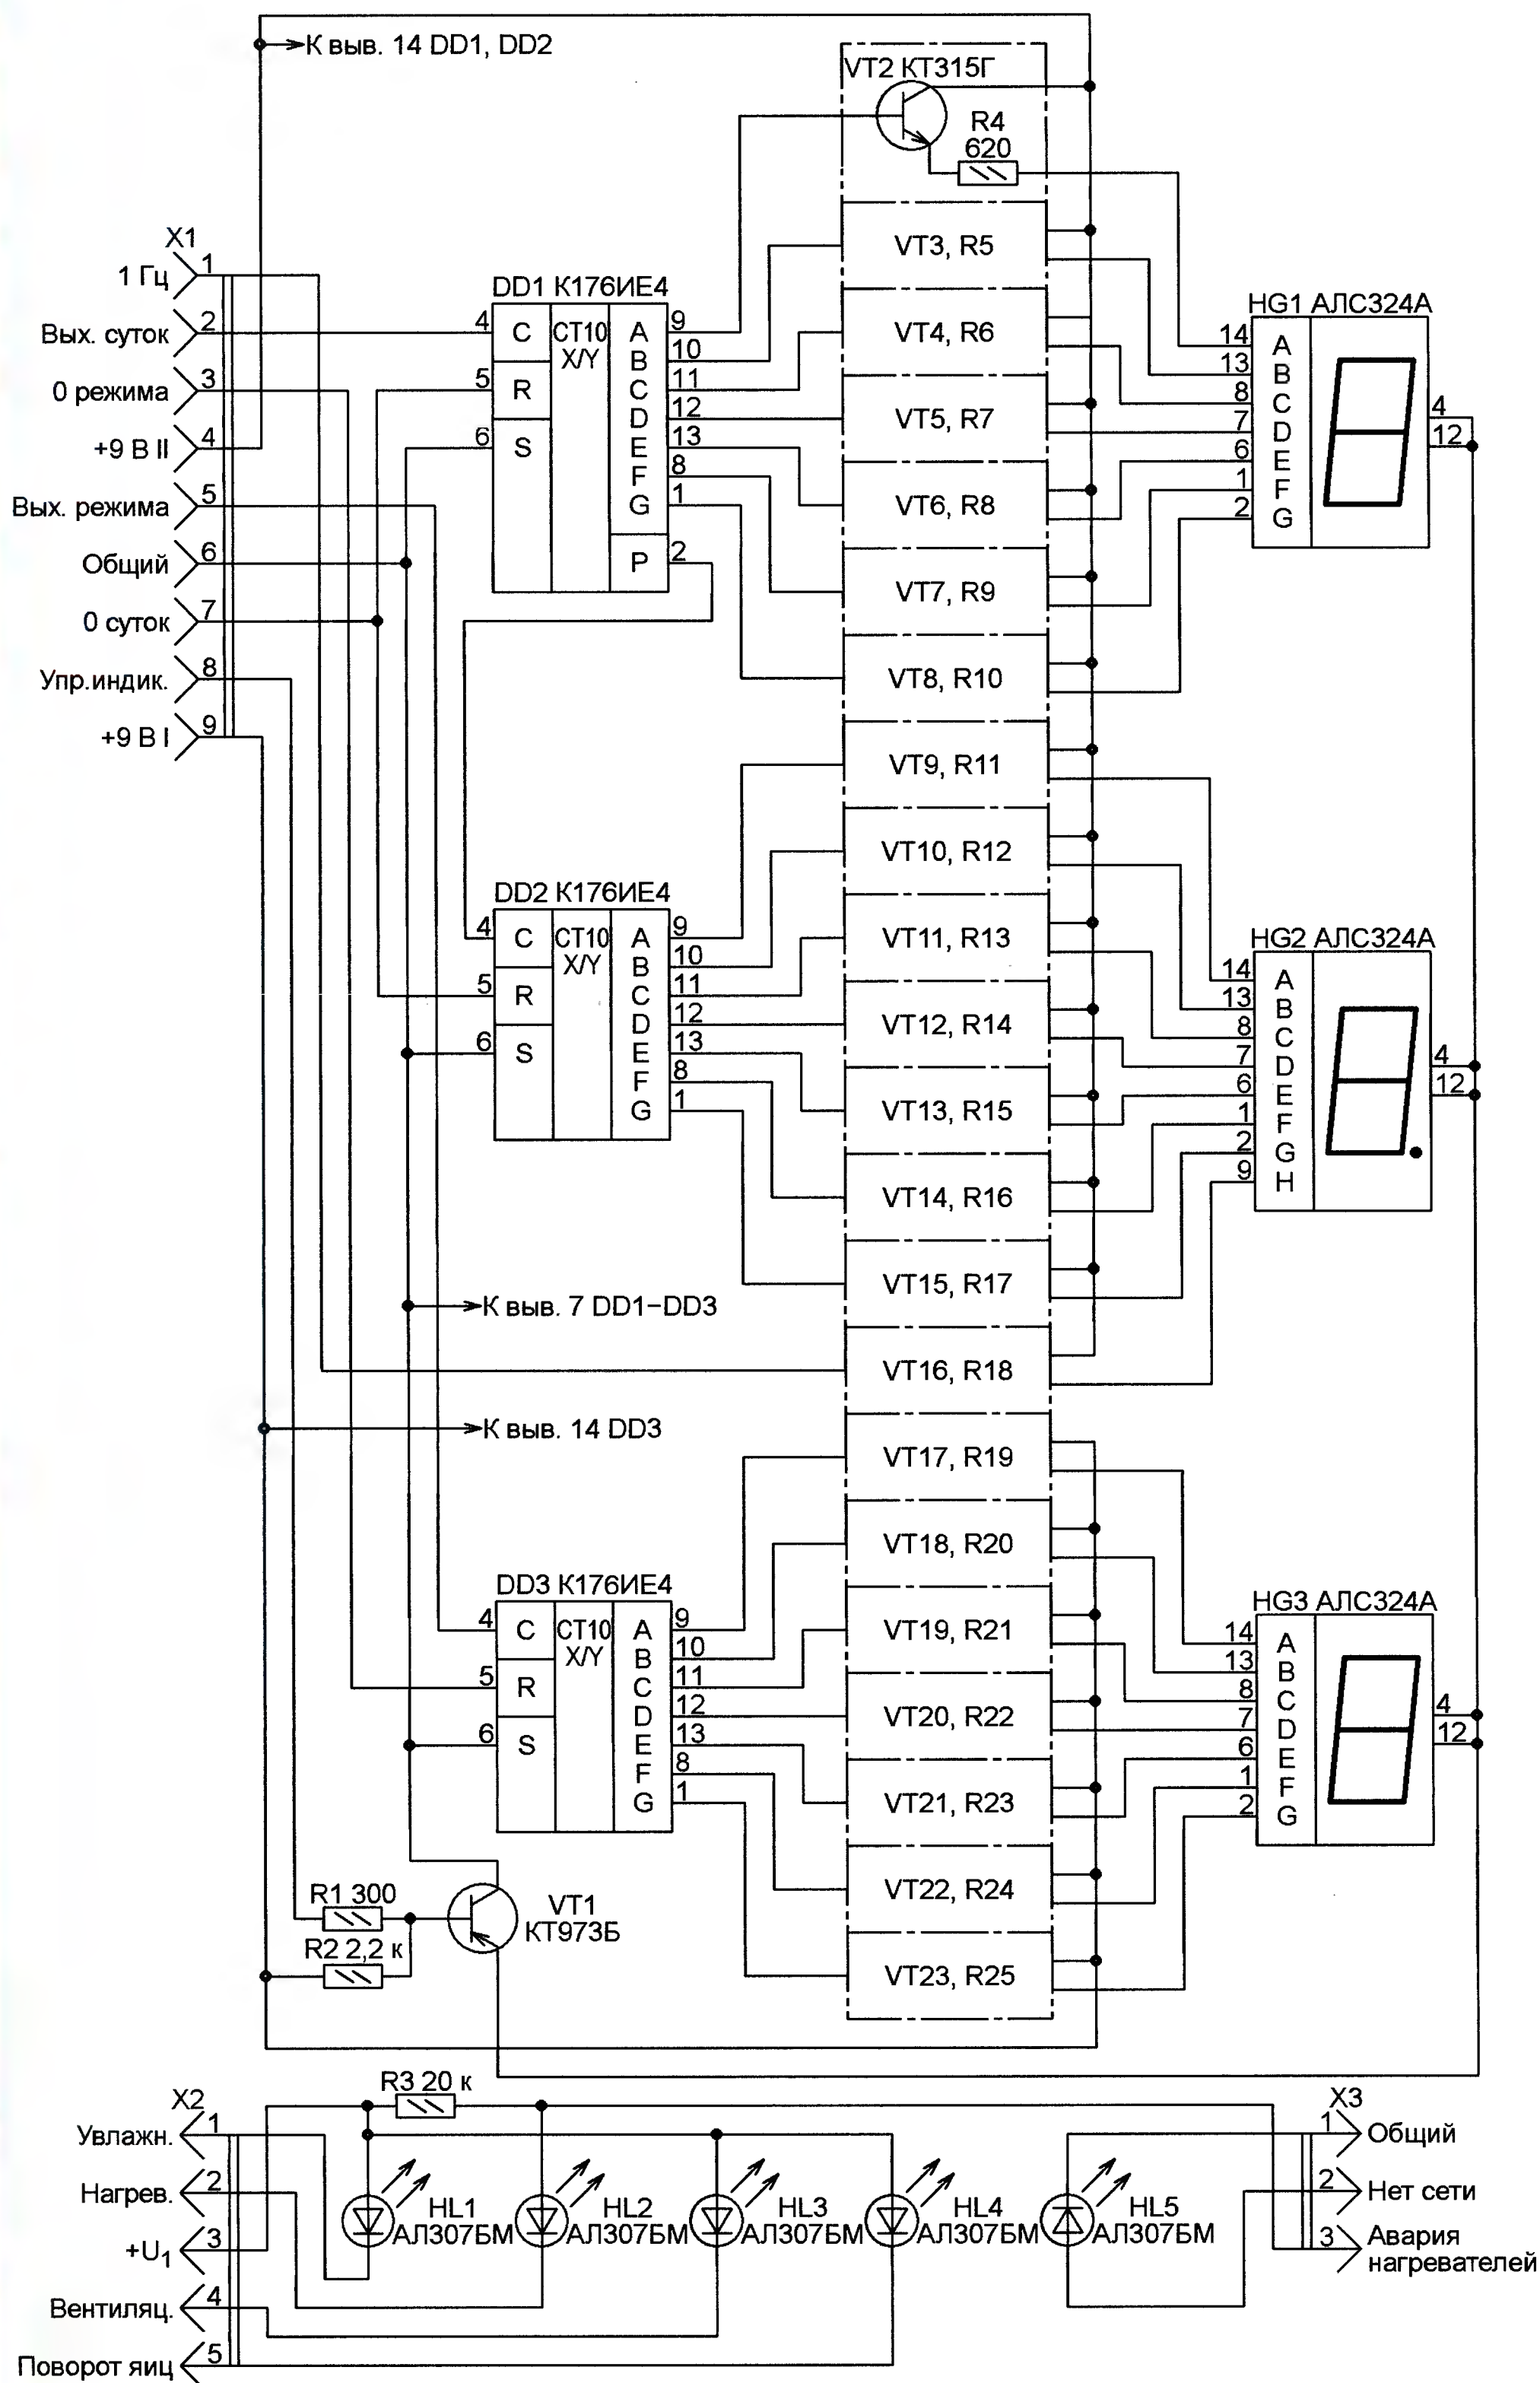 К выв. 14 DD1, DD2
VT2 КТ315Г
R4
620
X1
1 Гц 1
Вых. суток 2
0 режима 3
+9 В II 4
Вых. режима 5
Общий 6
0 суток 7
Упр.индик. 8
+9 В I 9
DD1 К176ИЕ4
4 C CT10 A 9
X/Y B 10
5 R C 11
D 12
6 S E 13
F 8
G 1
P 2
VT3, R5
VT4, R6
VT5, R7
VT6, R8
VT7, R9
VT8, R10
HG1 АЛС324А
14 A
13 B
8 C
7 D 4
6 E 12
1 F
2 G
VT9, R11
VT10, R12
VT11, R13
VT12, R14
VT13, R15
VT14, R16
VT15, R17
VT16, R18
DD2 К176ИЕ4
4 C CT10 A 9
X/Y B 10
5 R C 11
D 12
6 S E 13
F 8
G 1
HG2 АЛС324А
14 A
13 B
8 C
7 D 4
6 E 12
1 F
2 G
9 H
К выв. 7 DD1−DD3
К выв. 14 DD3
VT17, R19
VT18, R20
VT19, R21
VT20, R22
VT21, R23
VT22, R24
VT23, R25
DD3 К176ИЕ4
4 C CT10 A 9
X/Y B 10
5 R C 11
D 12
6 S E 13
F 8
G 1
HG3 АЛС324А
14 A
13 B
8 C
7 D 4
6 E 12
1 F
2 G
R1 300
R2 2,2 к
VT1
КТ973Б
R3 20 к
X2
Увлажн. 1
Нагрев. 2
+U1 3
Вентиляц. 4
Поворот яиц 5
HL1
АЛ307БМ
HL2
АЛ307БМ
HL3
АЛ307БМ
HL4
АЛ307БМ
HL5
АЛ307БМ
X3
1 Общий
2 Нет сети
3 Авария
нагревателей